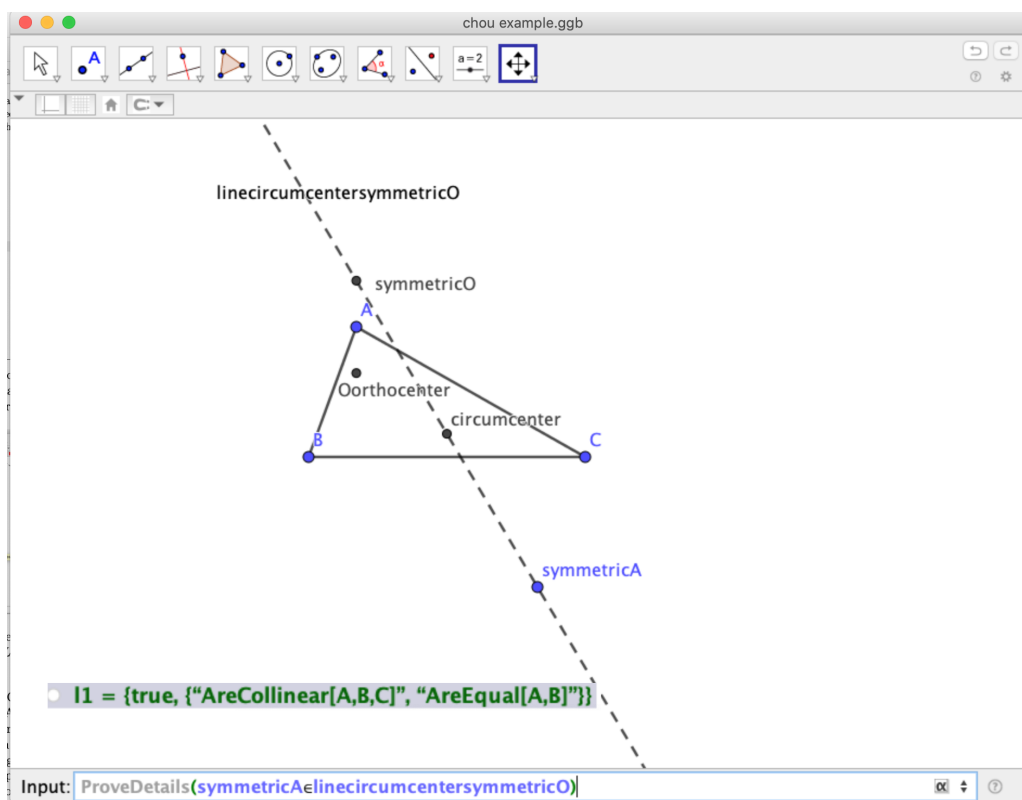 chou example.ggb
A
α
a=2
linecircumcentersymmetricO
symmetricO
A
Oorthocenter
circumcenter
B
C
symmetricA
l1 = {true, {“AreCollinear[A,B,C]”, “AreEqual[A,B]”}}
Input: ProveDetails(symmetricA∈linecircumcentersymmetricO)
α